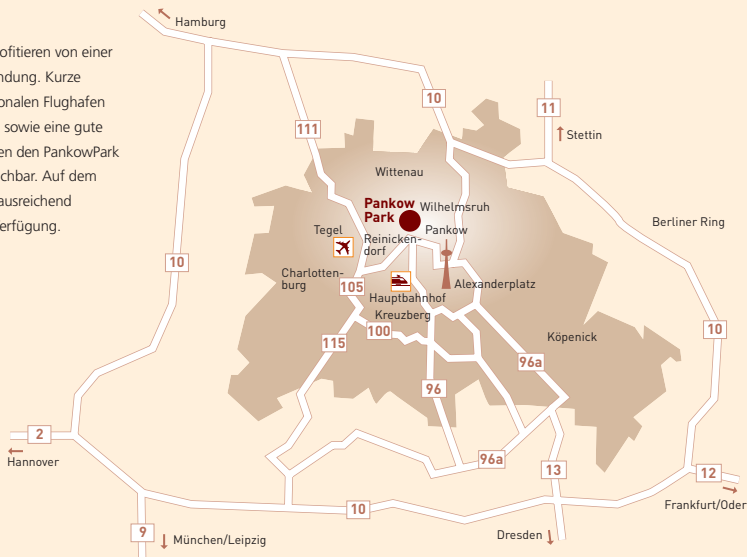 Hamburg
ofitieren von einer
ndung. Kurze
onalen Flughafen
sowie eine gute
en den PankowPark
chbar. Auf dem
ausreichend
erfügung.
10
11
111
Stettin
Wittenau
Pankow
Park
Wilhelmsruh
Berliner Ring
Tegel
Reinicken-
dorf
Pankow
10
Charlotten-
burg
105
Alexanderplatz
Hauptbahnhof
Kreuzberg
100
115
Köpenick
10
96a
96
2
Hannover
96a
13
12
Frankfurt/Oder
10
9
München/Leipzig
Dresden